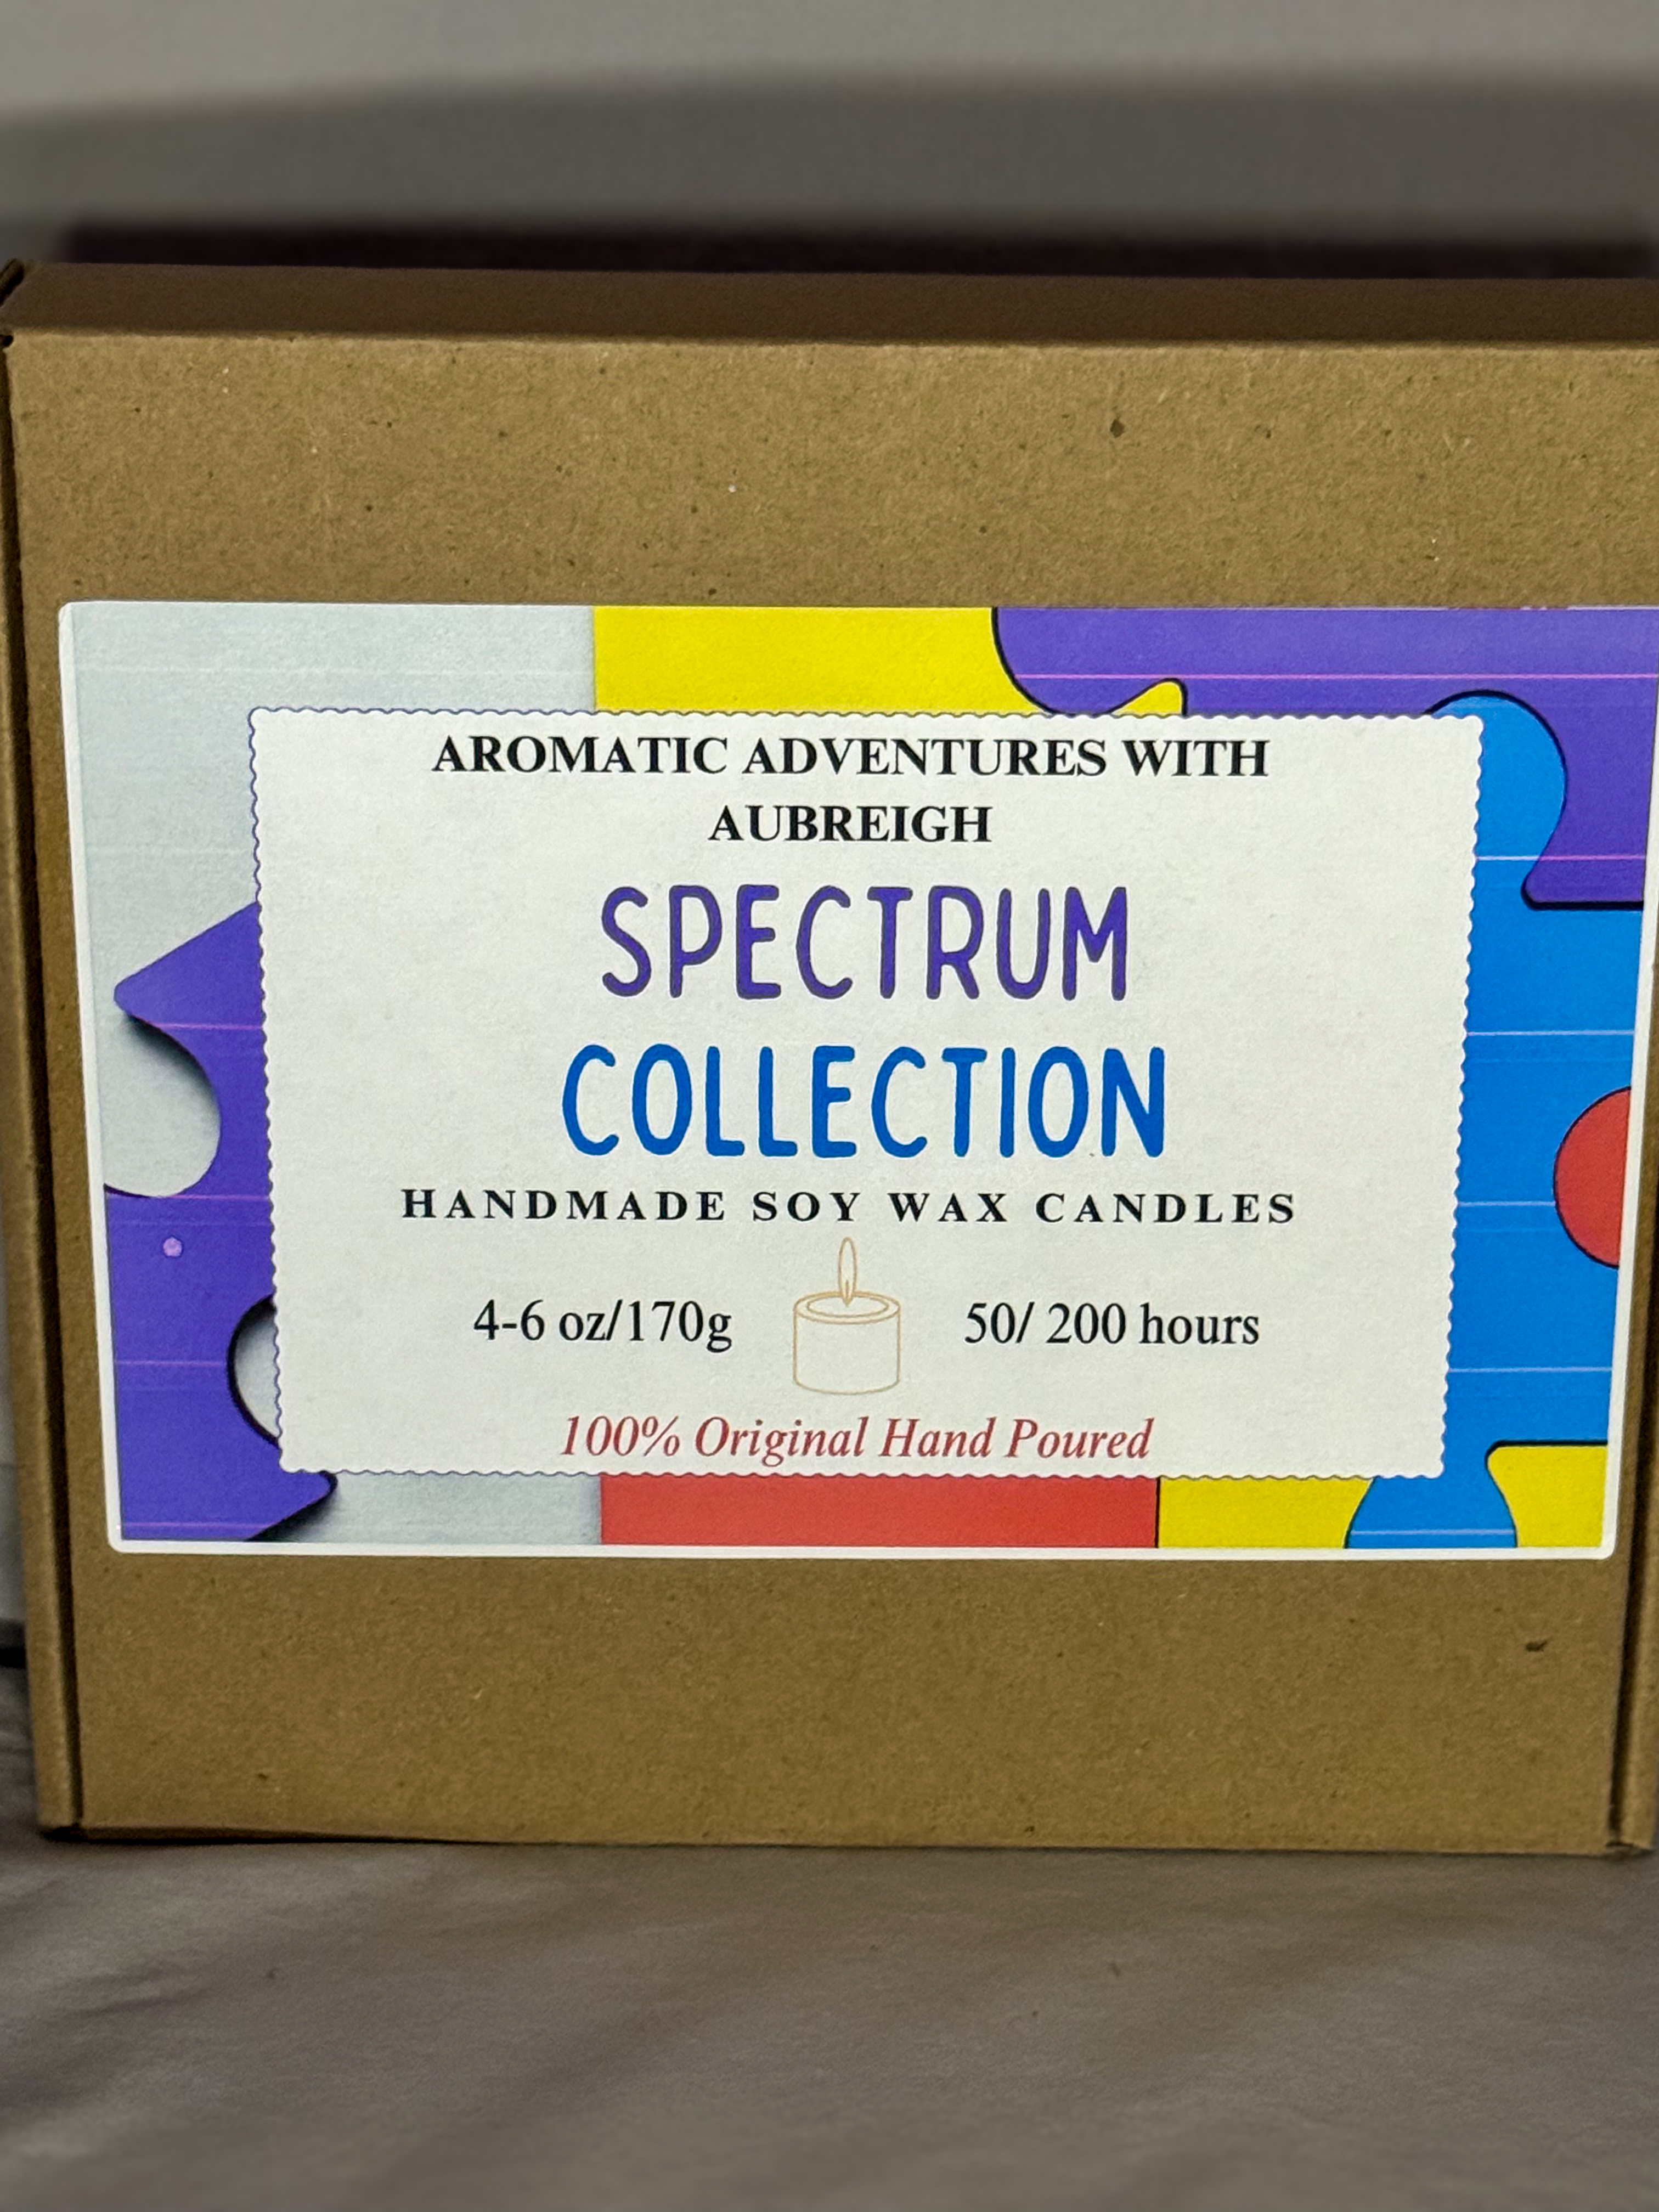 AROMATIC ADVENTURES WITH
AUBREIGH
SPECTRUM
COLLECTION
HANDMADE SOY WAX CANDLES
4-6 oz/170g 50/ 200 hours
100% Original Hand Poured